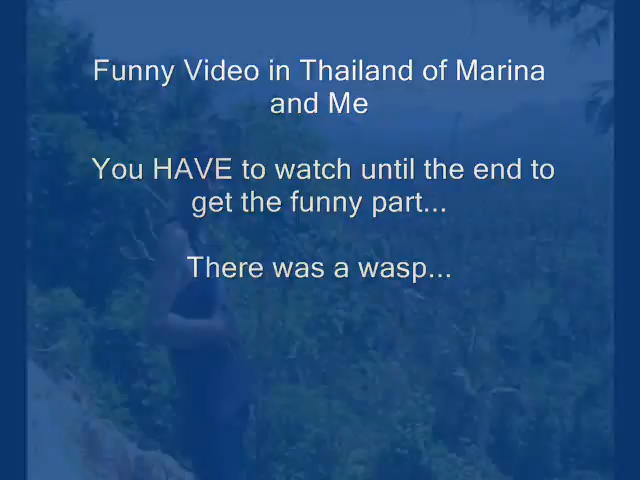 Funny Video in Thailand of Marina
and Me
You HAVE to watch until the end to
get the funny part...
There was a wasp...